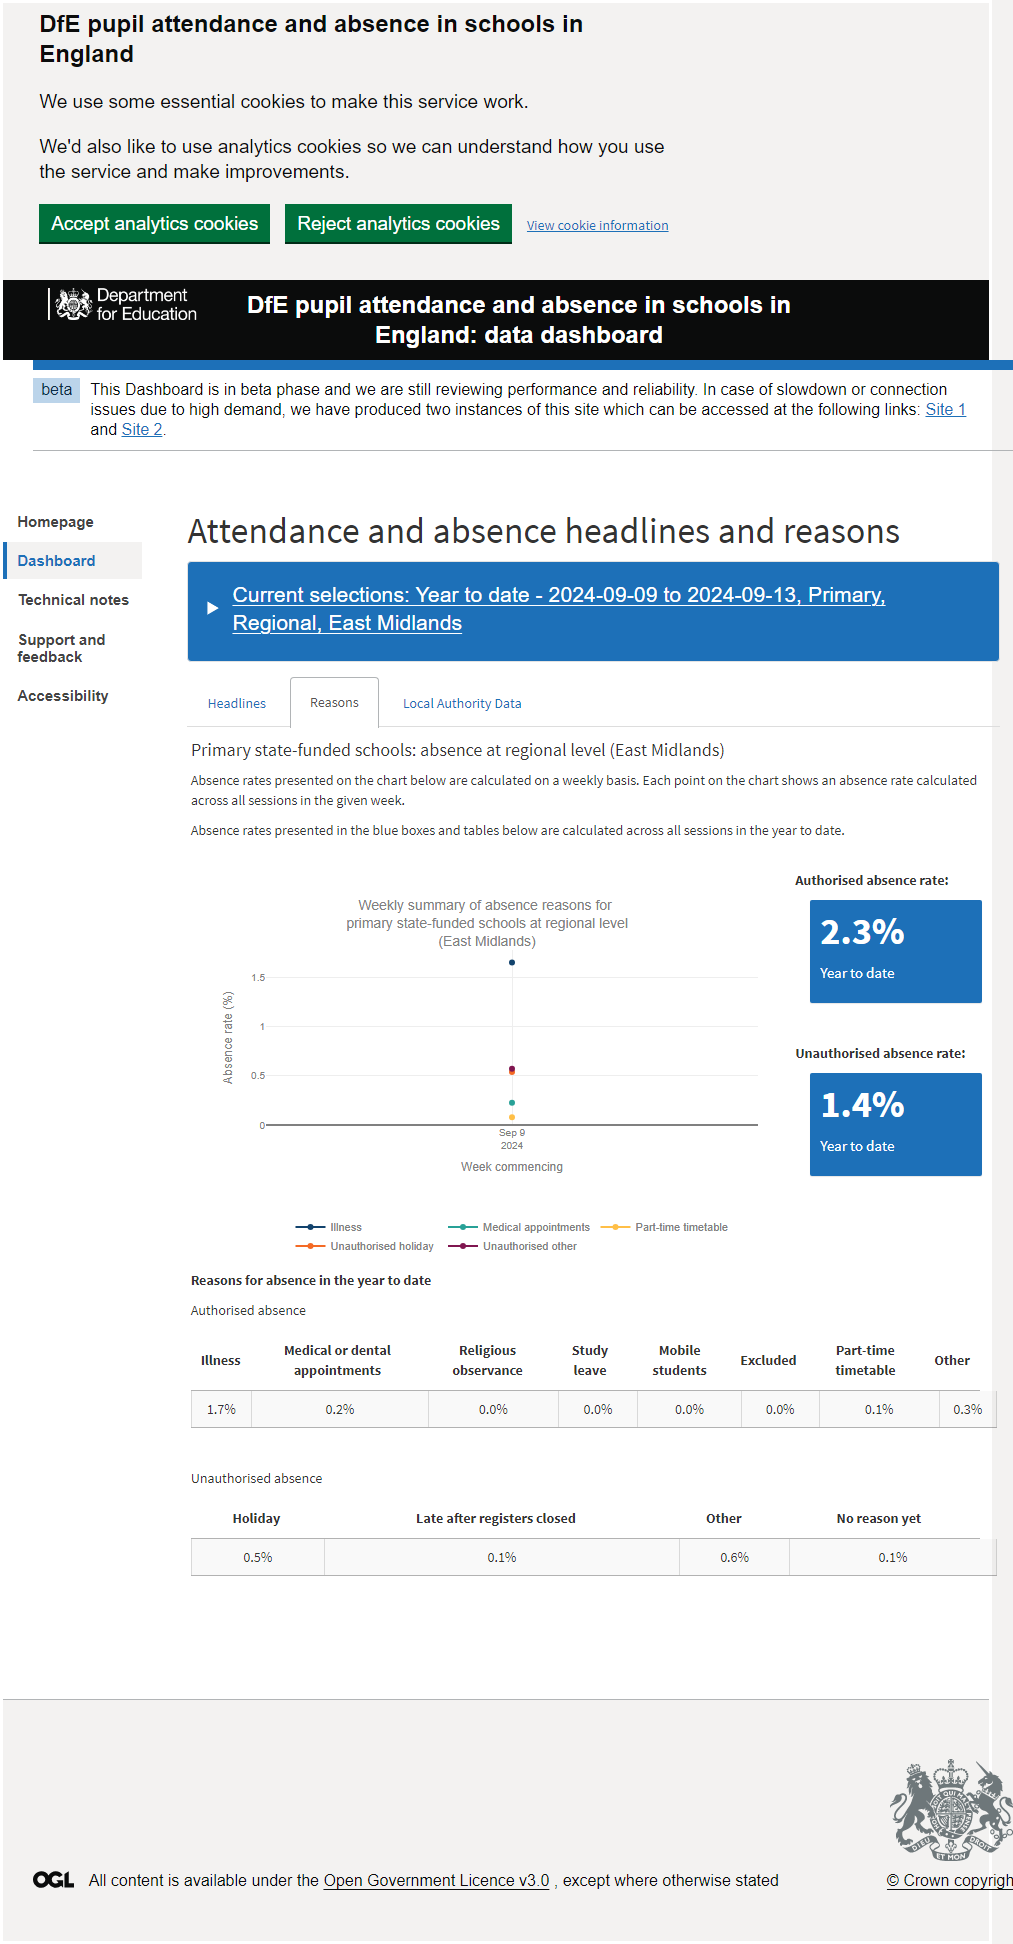 DfE pupil attendance and absence in schools in
England
We use some essential cookies to make this service work.
We'd also like to use analytics cookies so we can understand how you use
the service and make improvements.
Accept analytics cookies Reject analytics cookies View cookie information
Department
for Education
DfE pupil attendance and absence in schools in
England: data dashboard
beta This Dashboard is in beta phase and we are still reviewing performance and reliability. In case of slowdown or connection
issues due to high demand, we have produced two instances of this site which can be accessed at the following links: Site 1
and Site 2.
Homepage
Dashboard
Technical notes
Support and
feedback
Accessibility
Attendance and absence headlines and reasons
Current selections: Year to date - 2024-09-09 to 2024-09-13, Primary,
Regional, East Midlands
Headlines Reasons Local Authority Data
Primary state-funded schools: absence at regional level (East Midlands)
Absence rates presented on the chart below are calculated on a weekly basis. Each point on the chart shows an absence rate calculated
across all sessions in the given week.
Absence rates presented in the blue boxes and tables below are calculated across all sessions in the year to date.
Weekly summary of absence reasons for
primary state-funded schools at regional level
(East Midlands)
Absence rate (%)
1.5
1
0.5
0
Sep 9
2024
Week commencing
Illness Medical appointments Part-time timetable
Unauthorised holiday Unauthorised other
Authorised absence rate:
2.3%
Year to date
Unauthorised absence rate:
1.4%
Year to date
Reasons for absence in the year to date
Authorised absence
Illness Medical or dental appointments Religious observance Study leave Mobile students Excluded Part-time timetable Other
1.7% 0.2% 0.0% 0.0% 0.0% 0.0% 0.1% 0.3%
Unauthorised absence
Holiday Late after registers closed Other No reason yet
0.5% 0.1% 0.6% 0.1%
DIEU ET MON DROIT
OGL All content is available under the Open Government Licence v3.0 , except where otherwise stated
© Crown copyrigh